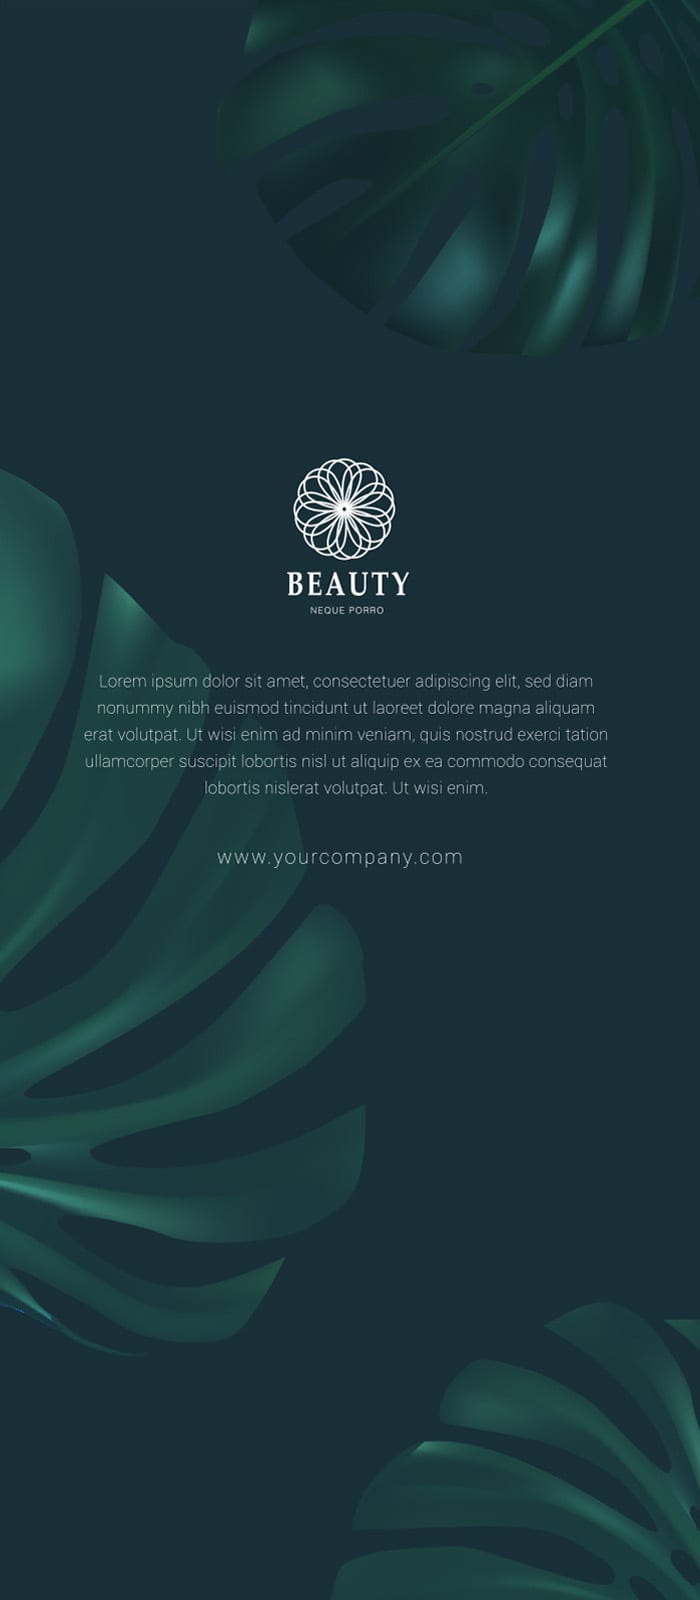 BEAUTY
NEQUE PORRO
Lorem ipsum dolor sit amet, consectetuer adipiscing elit, sed diam
nonummy nibh euismod tincidunt ut laoreet dolore magna aliquam
erat volutpat. Ut wisi enim ad minim veniam, quis nostrud exerci tation
ullamcorper suscipit lobortis nisl ut aliquip ex ea commodo consequat
lobortis nislerat volutpat. Ut wisi enim.
www.yourcompany.com